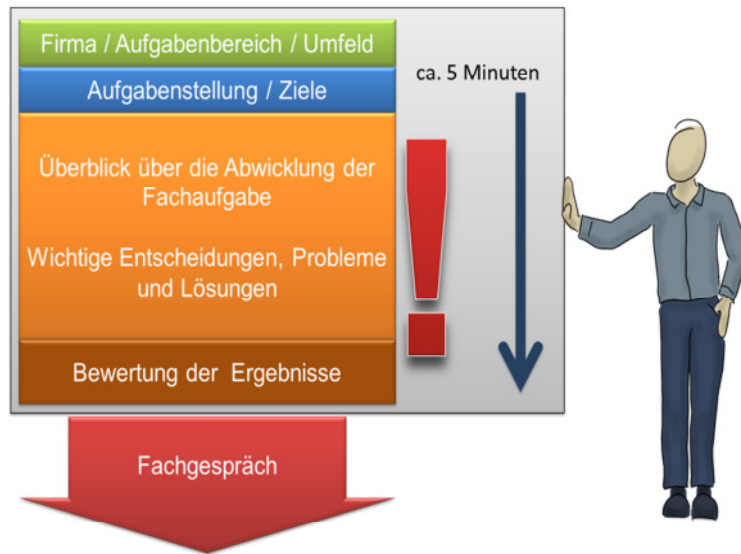 Firma / Aufgabenbereich / Umfeld
ca. 5 Minuten
Aufgabenstellung / Ziele
Überblick über die Abwicklung der
Fachaufgabe
Wichtige Entscheidungen, Probleme
und Lösungen
!
Bewertung der Ergebnisse
Fachgespräch